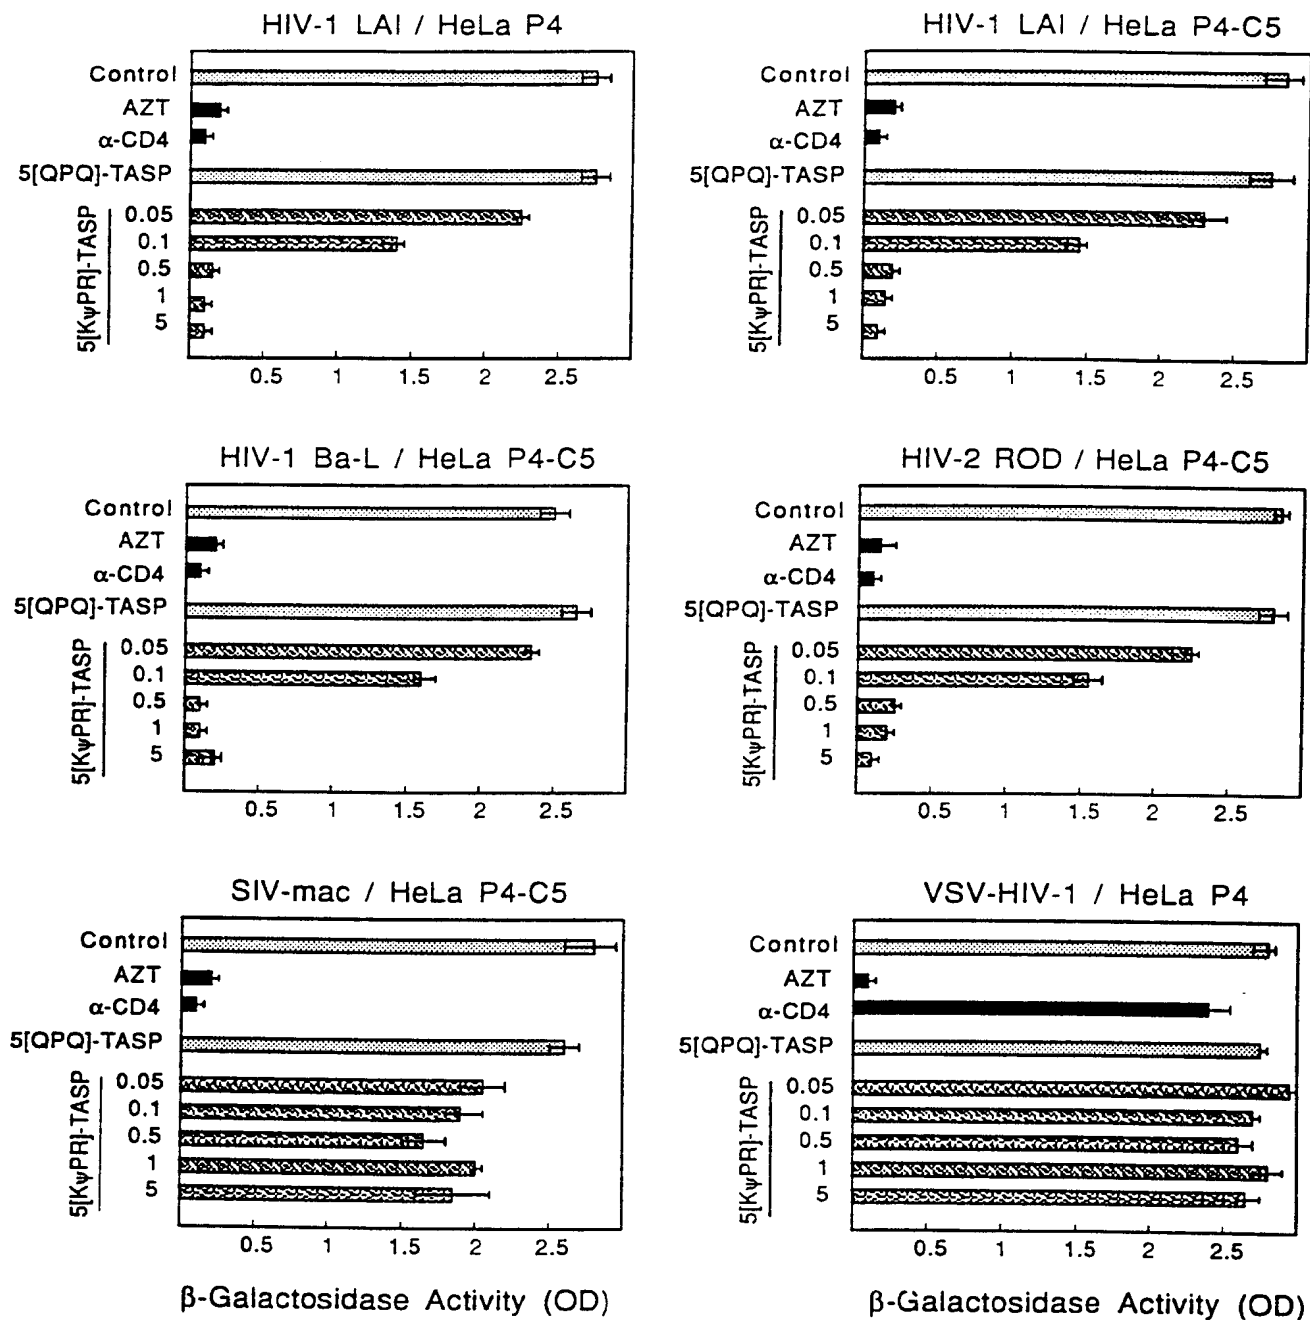 HIV-1 LAI / HeLa P4
Control
AZT
α-CD4
5[QPQ]-TASP
5[KψPR]-TASP
0.05
0.1
0.5
1
5
0.5 1 1.5 2 2.5
HIV-1 LAI / HeLa P4-C5
Control
AZT
α-CD4
5[QPQ]-TASP
5[KψPR]-TASP
0.05
0.1
0.5
1
5
0.5 1 1.5 2 2.5
HIV-1 Ba-L / HeLa P4-C5
Control
AZT
α-CD4
5[QPQ]-TASP
5[KψPR]-TASP
0.05
0.1
0.5
1
5
0.5 1 1.5 2 2.5
HIV-2 ROD / HeLa P4-C5
Control
AZT
α-CD4
5[QPQ]-TASP
5[KψPR]-TASP
0.05
0.1
0.5
1
5
0.5 1 1.5 2 2.5
SIV-mac / HeLa P4-C5
Control
AZT
α-CD4
5[QPQ]-TASP
5[KψPR]-TASP
0.05
0.1
0.5
1
5
0.5 1 1.5 2 2.5
β-Galactosidase Activity (OD)
VSV-HIV-1 / HeLa P4
Control
AZT
α-CD4
5[QPQ]-TASP
5[KψPR]-TASP
0.05
0.1
0.5
1
5
0.5 1 1.5 2 2.5
β-Galactosidase Activity (OD)